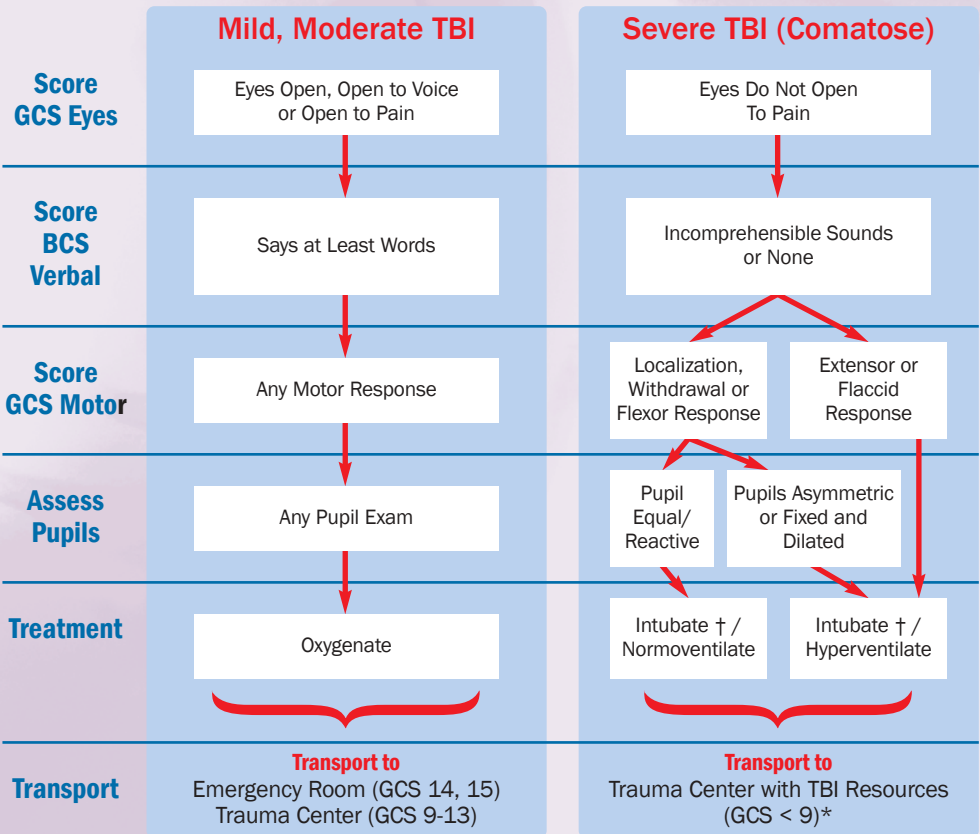 Mild, Moderate TBI
Severe TBI (Comatose)
Score
GCS Eyes
Eyes Open, Open to Voice
or Open to Pain
Eyes Do Not Open
To Pain
Score
BCS
Verbal
Says at Least Words
Incomprehensible Sounds
or None
Score
GCS Motor
Any Motor Response
Localization,
Withdrawal or
Flexor Response
Extensor or
Flaccid
Response
Assess
Pupils
Any Pupil Exam
Pupil
Equal/
Reactive
Pupils Asymmetric
or Fixed and
Dilated
Treatment
Oxygenate
Intubate † /
Normoventilate
Intubate † /
Hyperventilate
Transport
Transport to
Emergency Room (GCS 14, 15)
Trauma Center (GCS 9-13)
Transport to
Trauma Center with TBI Resources
(GCS < 9)*